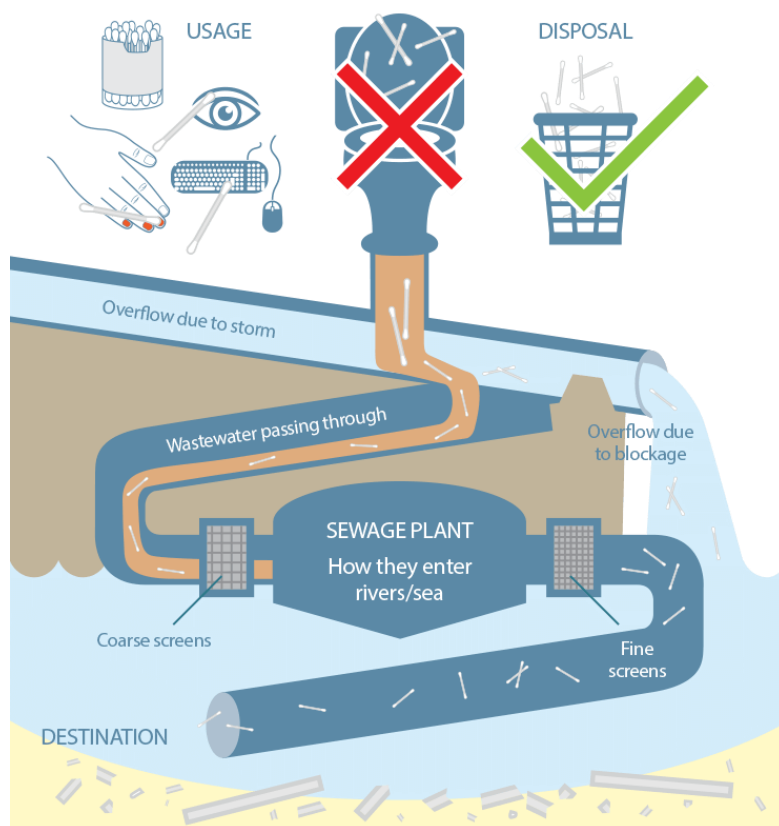 USAGE
DISPOSAL
Overflow due to storm
Wastewater passing through
Overflow due
to blockage
SEWAGE PLANT
How they enter
rivers/sea
Coarse screens
Fine
screens
DESTINATION